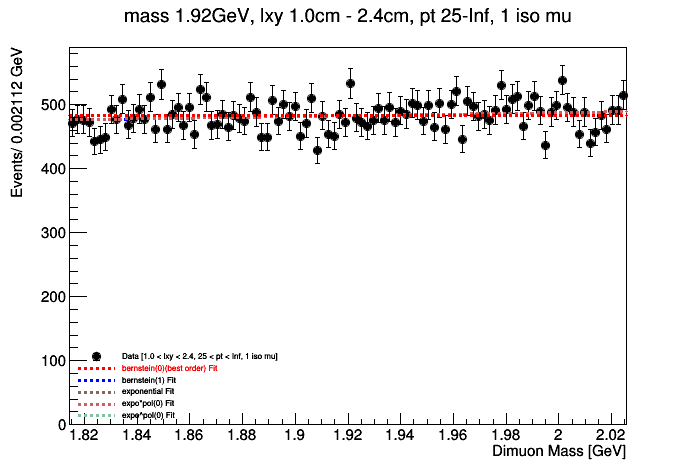 mass 1.92GeV, lxy 1.0cm - 2.4cm, pt 25-Inf, 1 iso mu
Events/ 0.002112 GeV
500
400
300
200
100
0
Data [1.0 < lxy < 2.4, 25 < pt < Inf, 1 iso mu]
bernstein(0)(best order) Fit
bernstein(1) Fit
exponential Fit
expo*pol(0) Fit
expo^pol(0) Fit
1.82 1.84 1.86 1.88 1.9 1.92 1.94 1.96 1.98 2 2.02
Dimuon Mass [GeV]